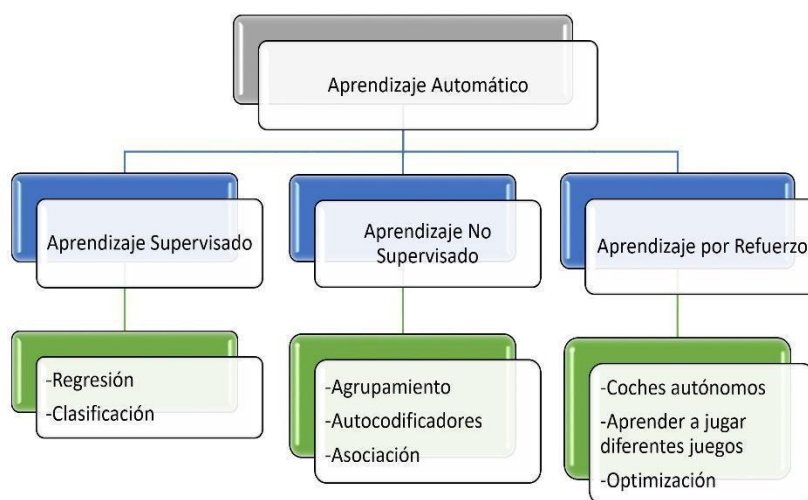 Aprendizaje Automático
Aprendizaje Supervisado
Aprendizaje No
Supervisado
Aprendizaje por Refuerzo
-Regresión
-Clasificación
-Agrupamiento
-Autocodificadores
-Asociación
-Coches autónomos
-Aprender a jugar
diferentes juegos
-Optimización